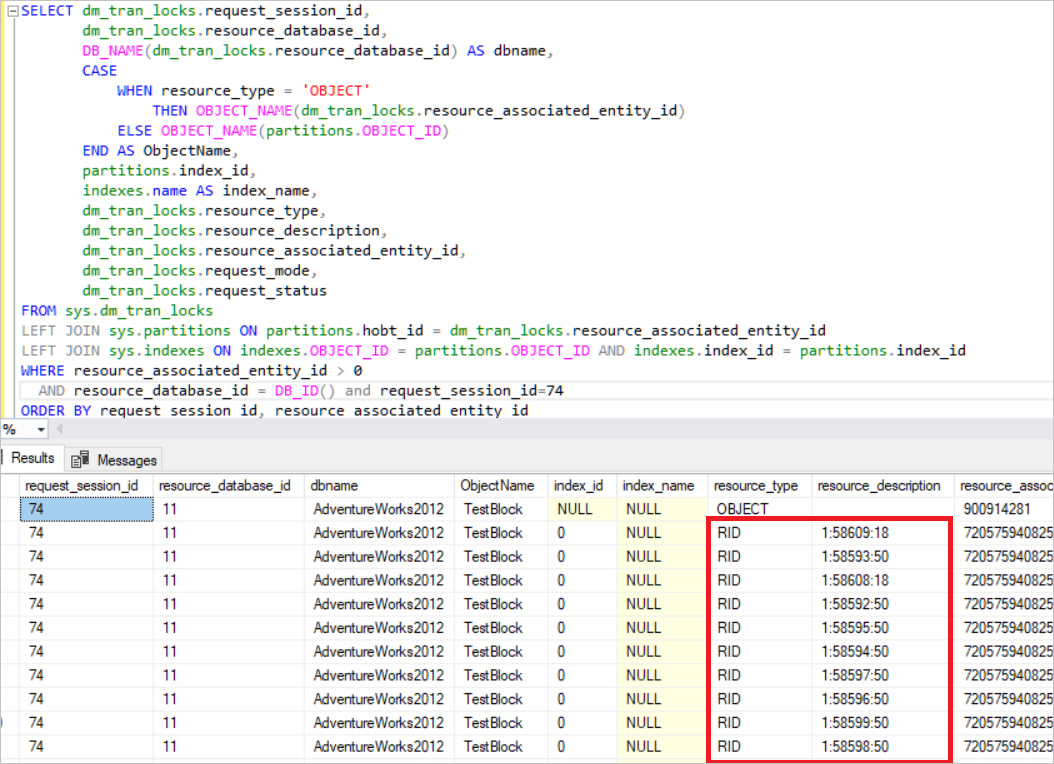 SELECT dm_tran_locks.request_session_id,
dm_tran_locks.resource_database_id,
DB_NAME(dm_tran_locks.resource_database_id) AS dbname,
CASE
WHEN resource_type = 'OBJECT'
THEN OBJECT_NAME(dm_tran_locks.resource_associated_entity_id)
ELSE OBJECT_NAME(partitions.OBJECT_ID)
END AS ObjectName,
partitions.index_id,
indexes.name AS index_name,
dm_tran_locks.resource_type,
dm_tran_locks.resource_description,
dm_tran_locks.resource_associated_entity_id,
dm_tran_locks.request_mode,
dm_tran_locks.request_status
FROM sys.dm_tran_locks
LEFT JOIN sys.partitions ON partitions.hobt_id = dm_tran_locks.resource_associated_entity_id
LEFT JOIN sys.indexes ON indexes.OBJECT_ID = partitions.OBJECT_ID AND indexes.index_id = partitions.index_id
WHERE resource_associated_entity_id > 0
AND resource_database_id = DB_ID() and request_session_id=74
ORDER BY request_session_id, resource_associated_entity_id
%
Results Messages
request_session_id resource_database_id dbname ObjectName index_id index_name resource_type resource_description resource_assoc
74 11 AdventureWorks2012 TestBlock NULL NULL OBJECT 900914281
74 11 AdventureWorks2012 TestBlock 0 NULL RID 1:58609:18 720575940825
74 11 AdventureWorks2012 TestBlock 0 NULL RID 1:58593:50 720575940825
74 11 AdventureWorks2012 TestBlock 0 NULL RID 1:58608:18 720575940825
74 11 AdventureWorks2012 TestBlock 0 NULL RID 1:58592:50 720575940825
74 11 AdventureWorks2012 TestBlock 0 NULL RID 1:58595:50 720575940825
74 11 AdventureWorks2012 TestBlock 0 NULL RID 1:58594:50 720575940825
74 11 AdventureWorks2012 TestBlock 0 NULL RID 1:58597:50 720575940825
74 11 AdventureWorks2012 TestBlock 0 NULL RID 1:58596:50 720575940825
74 11 AdventureWorks2012 TestBlock 0 NULL RID 1:58599:50 720575940825
74 11 AdventureWorks2012 TestBlock 0 NULL RID 1:58598:50 720575940825